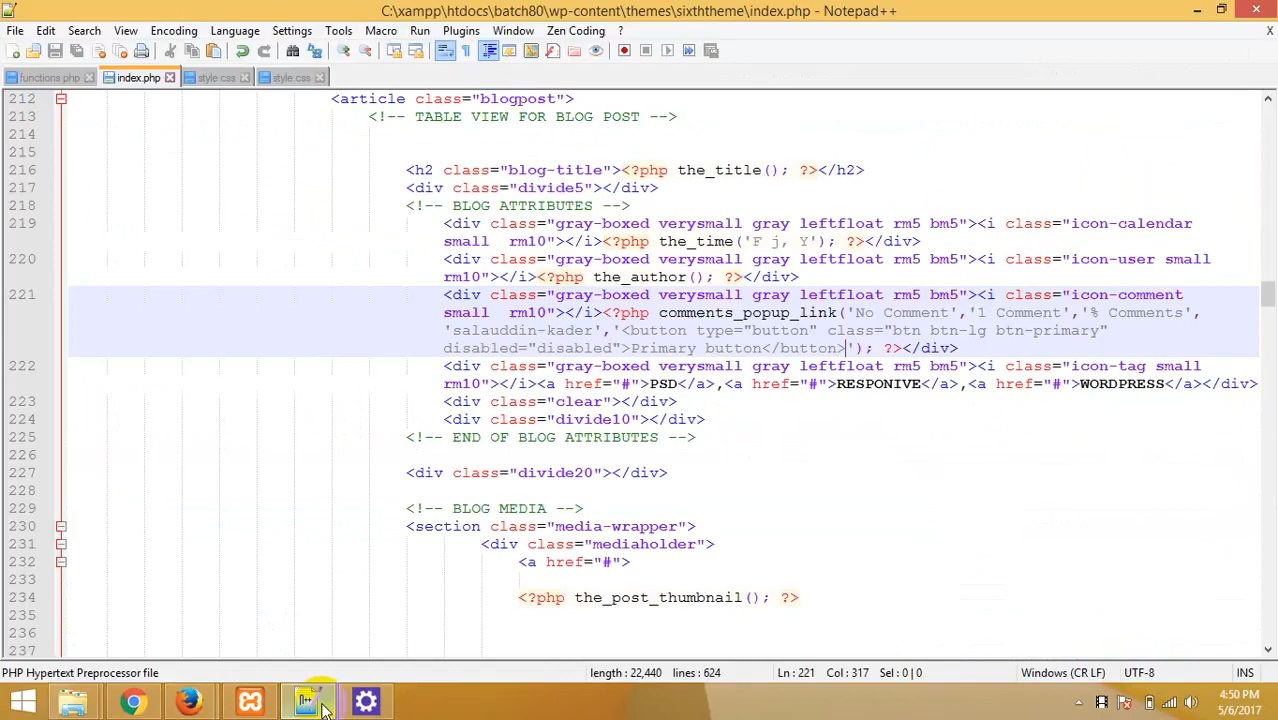 C:\xampp\htdocs\batch80\wp-content\themes\sixththeme\index.php - Notepad++
File Edit Search View Encoding Language Settings Tools Macro Run Plugins Window Zen Coding ? X
functions.php index.php style.css style.css
212 <article class="blogpost">
213 <!-- TABLE VIEW FOR BLOG POST -->
214
215
216 <h2 class="blog-title"><?php the_title(); ?></h2>
217 <div class="divide5"></div>
218 <!-- BLOG ATTRIBUTES -->
219 <div class="gray-boxed verysmall gray leftfloat rm5 bm5"><i class="icon-calendar
small  rm10"></i><?php the_time('F j, Y'); ?></div>
220 <div class="gray-boxed verysmall gray leftfloat rm5 bm5"><i class="icon-user small
rm10"></i><?php the_author(); ?></div>
221 <div class="gray-boxed verysmall gray leftfloat rm5 bm5"><i class="icon-comment
small  rm10"></i><?php comments_popup_link('No Comment','1 Comment','% Comments',
'salauddin-kader','<button type="button" class="btn btn-lg btn-primary"
disabled="disabled">Primary button</button>'); ?></div>
222 <div class="gray-boxed verysmall gray leftfloat rm5 bm5"><i class="icon-tag small
rm10"></i><a href="#">PSD</a>,<a href="#">RESPONIVE</a>,<a href="#">WORDPRESS</a></div>
223 <div class="clear"></div>
224 <div class="divide10"></div>
225 <!-- END OF BLOG ATTRIBUTES -->
226
227 <div class="divide20"></div>
228
229 <!-- BLOG MEDIA -->
230 <section class="media-wrapper">
231 <div class="mediaholder">
232 <a href="#">
233
234 <?php the_post_thumbnail(); ?>
235
236
237
PHP Hypertext Preprocessor file length : 22,440 lines : 624 Ln : 221 Col : 317 Sel : 0 | 0 Windows (CR LF) UTF-8 INS
4:50 PM
5/6/2017